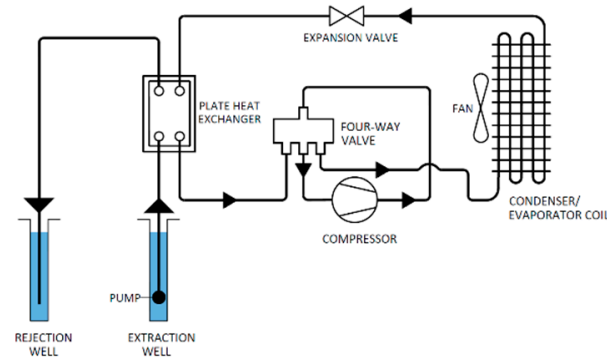 EXPANSION VALVE
PLATE HEAT
EXCHANGER
FOUR-WAY
VALVE
FAN
CONDENSER/
EVAPORATOR COIL
COMPRESSOR
PUMP
REJECTION
WELL
EXTRACTION
WELL